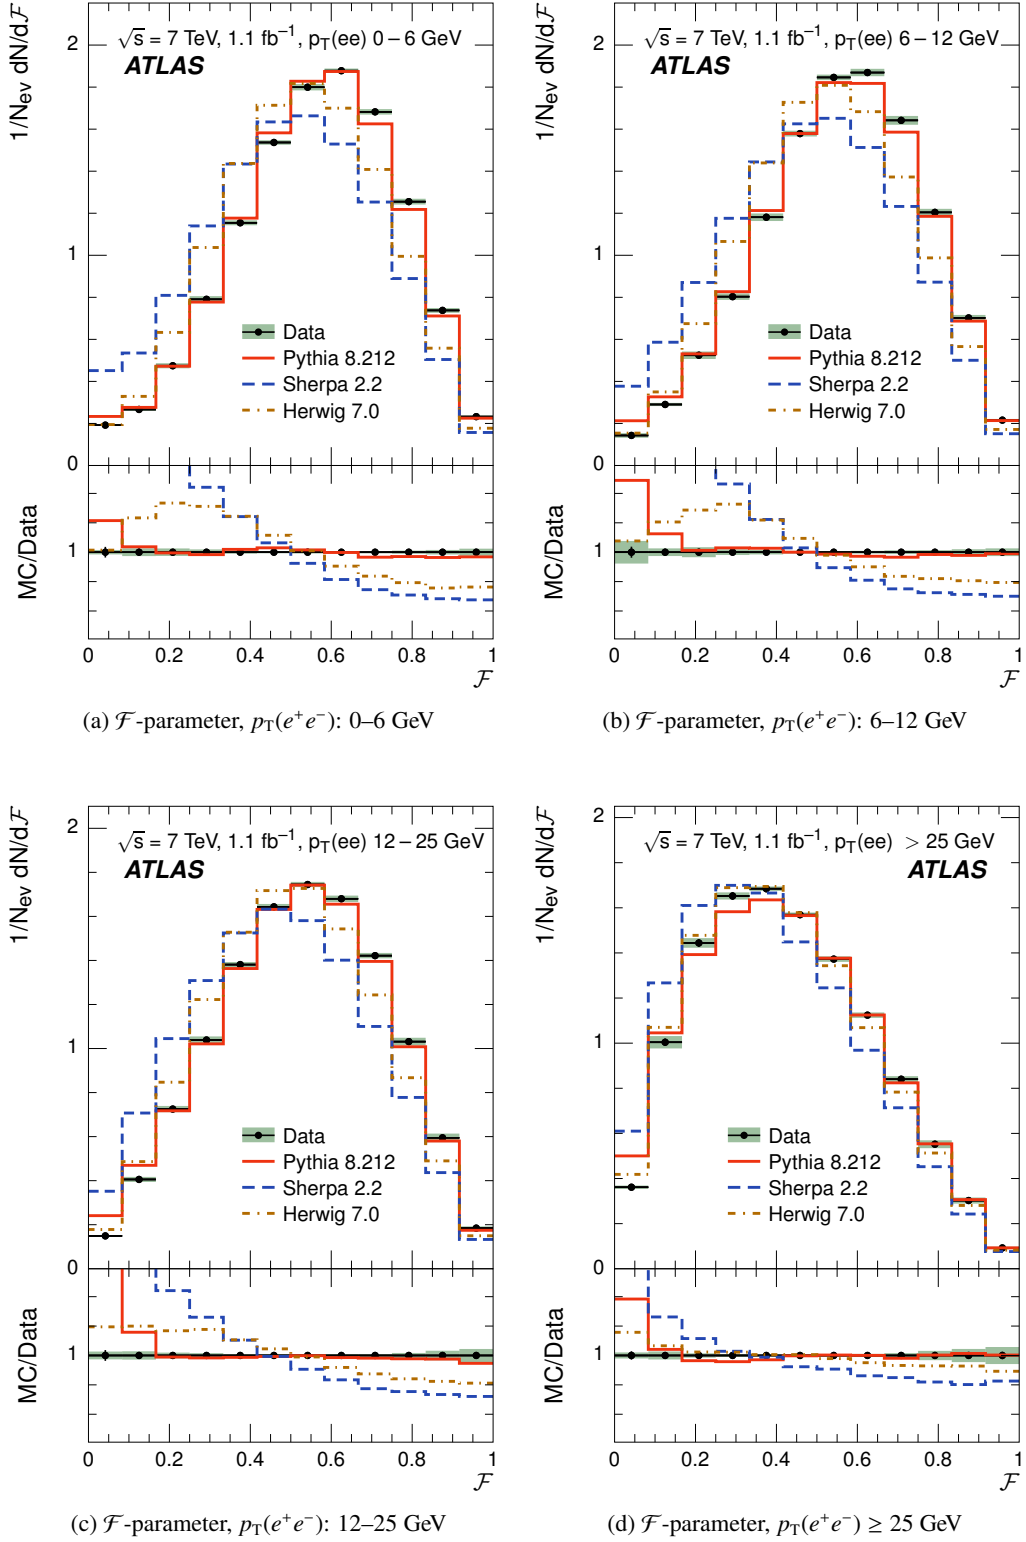 √s = 7 TeV, 1.1 fb⁻¹, p_T(ee) 0 – 6 GeV
ATLAS
1/N_ev dN/dℱ
2
1
0
Data
Pythia 8.212
Sherpa 2.2
Herwig 7.0
MC/Data
1
0 0.2 0.4 0.6 0.8 1
ℱ
(a) ℱ-parameter, p_T(e⁺e⁻): 0–6 GeV
√s = 7 TeV, 1.1 fb⁻¹, p_T(ee) 6 – 12 GeV
ATLAS
1/N_ev dN/dℱ
2
1
0
Data
Pythia 8.212
Sherpa 2.2
Herwig 7.0
MC/Data
1
0 0.2 0.4 0.6 0.8 1
ℱ
(b) ℱ-parameter, p_T(e⁺e⁻): 6–12 GeV
√s = 7 TeV, 1.1 fb⁻¹, p_T(ee) 12 – 25 GeV
ATLAS
1/N_ev dN/dℱ
2
1
0
Data
Pythia 8.212
Sherpa 2.2
Herwig 7.0
MC/Data
1
0 0.2 0.4 0.6 0.8 1
ℱ
(c) ℱ-parameter, p_T(e⁺e⁻): 12–25 GeV
√s = 7 TeV, 1.1 fb⁻¹, p_T(ee) > 25 GeV
ATLAS
1/N_ev dN/dℱ
2
1
0
Data
Pythia 8.212
Sherpa 2.2
Herwig 7.0
MC/Data
1
0 0.2 0.4 0.6 0.8 1
ℱ
(d) ℱ-parameter, p_T(e⁺e⁻) ≥ 25 GeV